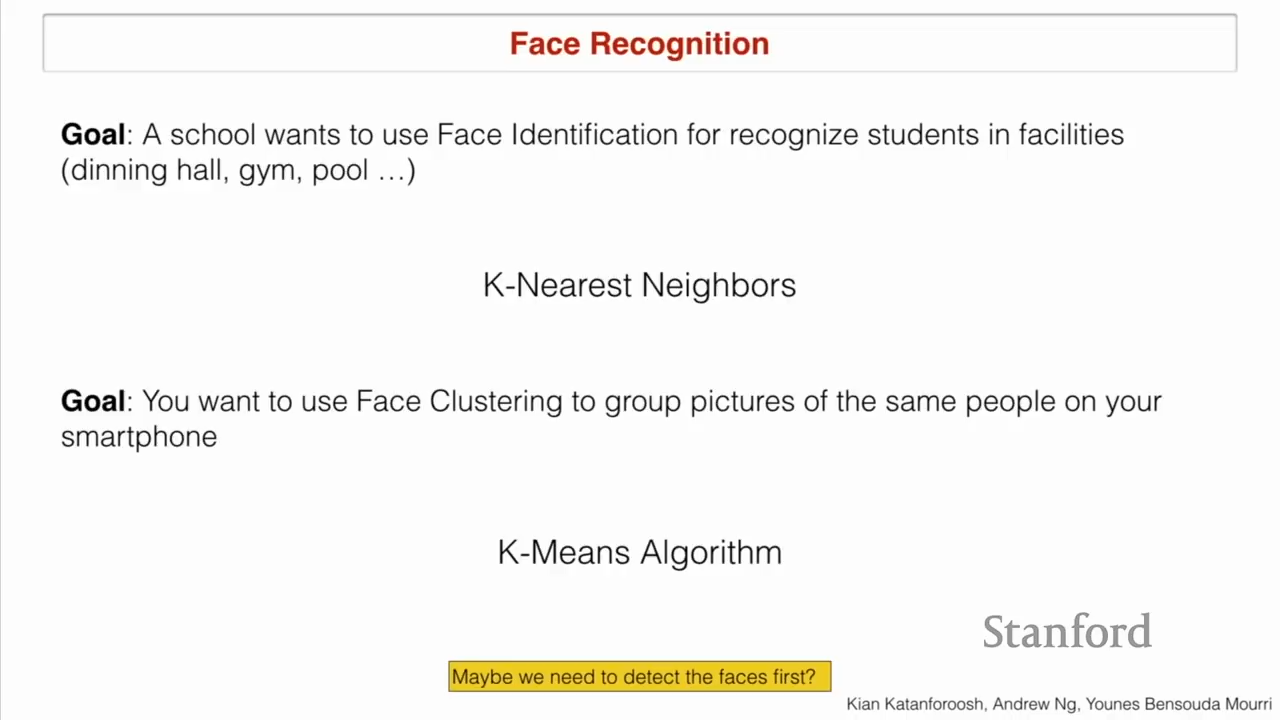 Face Recognition
Goal: A school wants to use Face Identification for recognize students in facilities
(dinning hall, gym, pool …)
K-Nearest Neighbors
Goal: You want to use Face Clustering to group pictures of the same people on your
smartphone
K-Means Algorithm
Stanford
Maybe we need to detect the faces first?
Kian Katanforoosh, Andrew Ng, Younes Bensouda Mourri